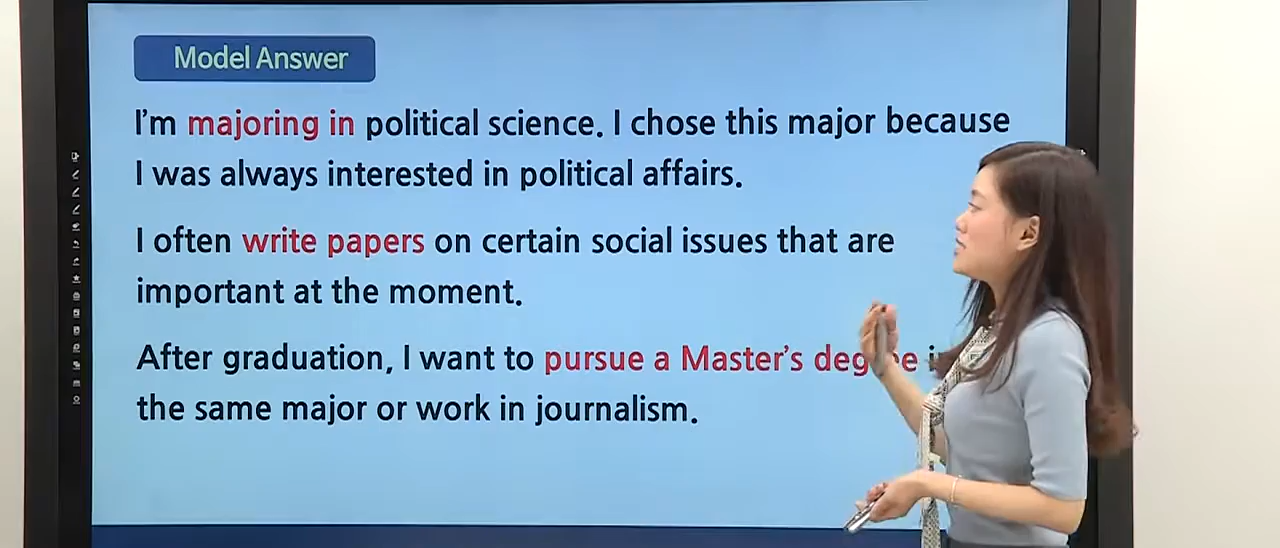 Model Answer
I'm majoring in political science. I chose this major because
I was always interested in political affairs.
I often write papers on certain social issues that are
important at the moment.
After graduation, I want to pursue a Master's
the same major or work in journalism.